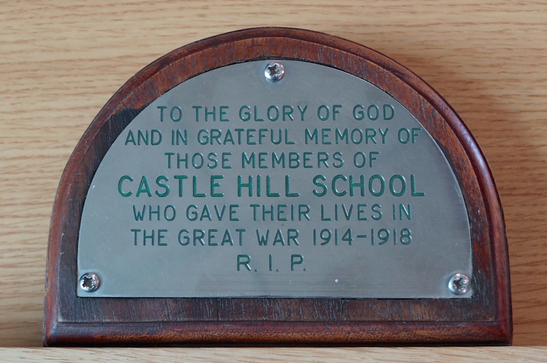 TO THE GLORY OF GOD
AND IN GRATEFUL MEMORY OF
THOSE MEMBERS OF
CASTLE HILL SCHOOL
WHO GAVE THEIR LIVES IN
THE GREAT WAR 1914-1918
R. I. P.